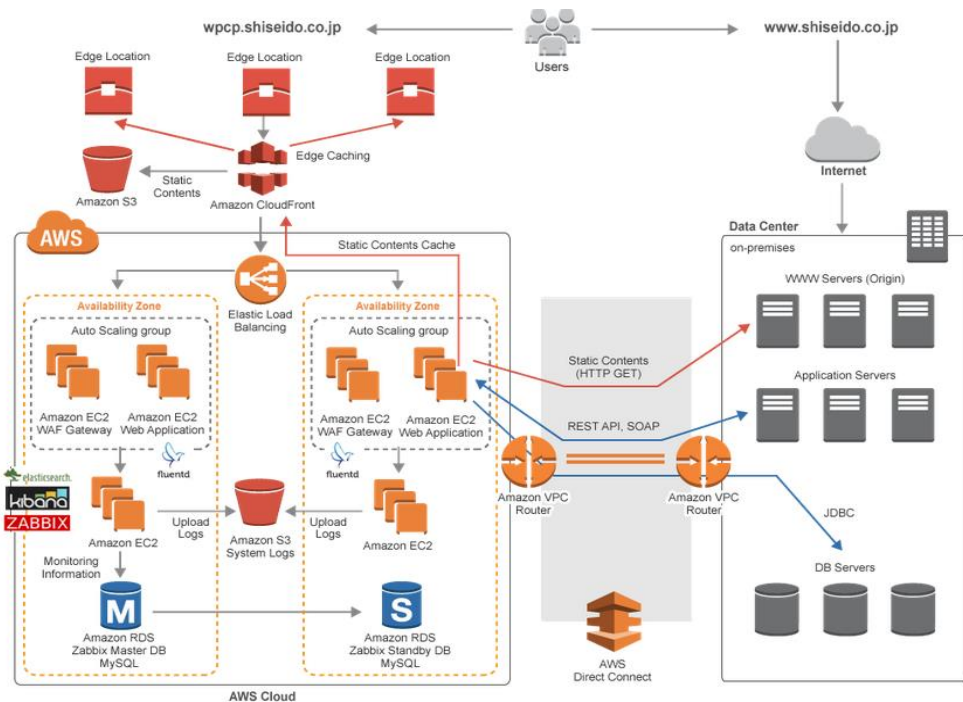 wpcp.shiseido.co.jp
Users
www.shiseido.co.jp
Edge Location
Edge Location
Edge Location
Edge Caching
Static
Contents
Amazon S3
Amazon CloudFront
Internet
AWS
Static Contents Cache
Data Center
on-premises
Elastic Load
Balancing
Availability Zone
Auto Scaling group
Amazon EC2
WAF Gateway
Amazon EC2
Web Application
fluentd
Availability Zone
Auto Scaling group
Amazon EC2
WAF Gateway
Amazon EC2
Web Application
fluentd
WWW Servers (Origin)
Static Contents
(HTTP GET)
Application Servers
REST API, SOAP
elasticsearch.
kibana
ZABBIX
Amazon EC2
Upload
Logs
Amazon S3
System Logs
Upload
Logs
Amazon EC2
Amazon VPC
Router
Amazon VPC
Router
JDBC
Monitoring
Information
DB Servers
M
Amazon RDS
Zabbix Master DB
MySQL
S
Amazon RDS
Zabbix Standby DB
MySQL
AWS
Direct Connect
AWS Cloud